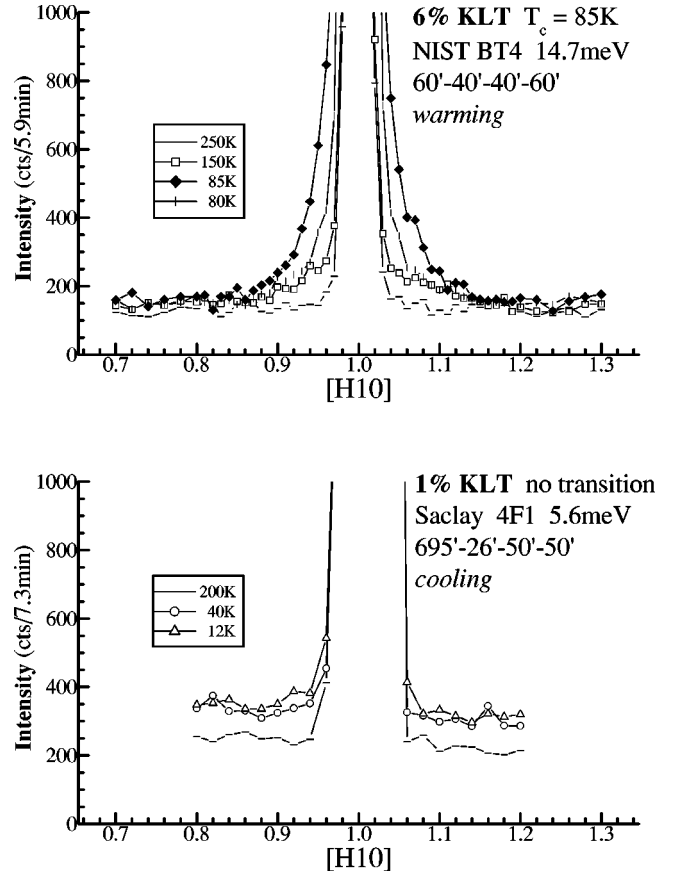 6% KLT T_c = 85K
NIST BT4 14.7meV
60'-40'-40'-60'
warming
1000
800
600
400
200
0
Intensity (cts/5.9min)
250K
150K
85K
80K
0.7 0.8 0.9 1.0 1.1 1.2 1.3
[H10]
1% KLT no transition
Saclay 4F1 5.6meV
695'-26'-50'-50'
cooling
1000
800
600
400
200
0
Intensity (cts/7.3min)
200K
40K
12K
0.7 0.8 0.9 1.0 1.1 1.2 1.3
[H10]